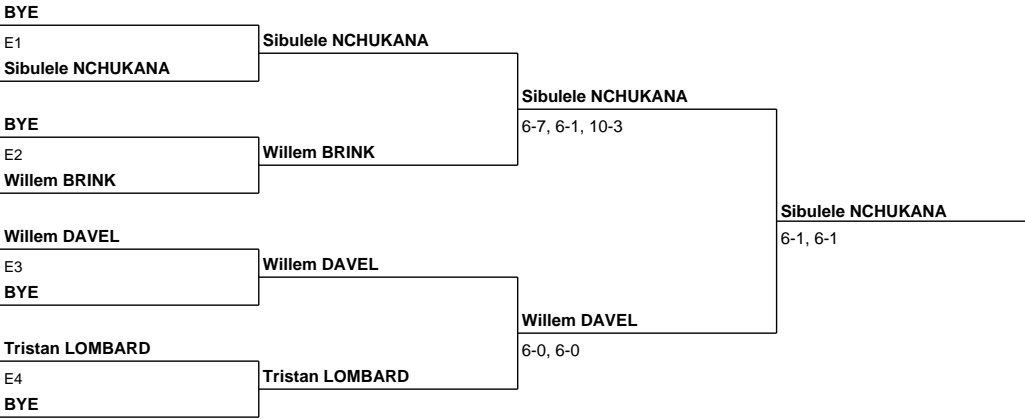 BYE
E1
Sibulele NCHUKANA
Sibulele NCHUKANA
BYE
E2
Willem BRINK
Willem BRINK
Sibulele NCHUKANA
6-7, 6-1, 10-3
Willem DAVEL
E3
BYE
Willem DAVEL
Tristan LOMBARD
E4
BYE
Tristan LOMBARD
Willem DAVEL
6-0, 6-0
Sibulele NCHUKANA
6-1, 6-1